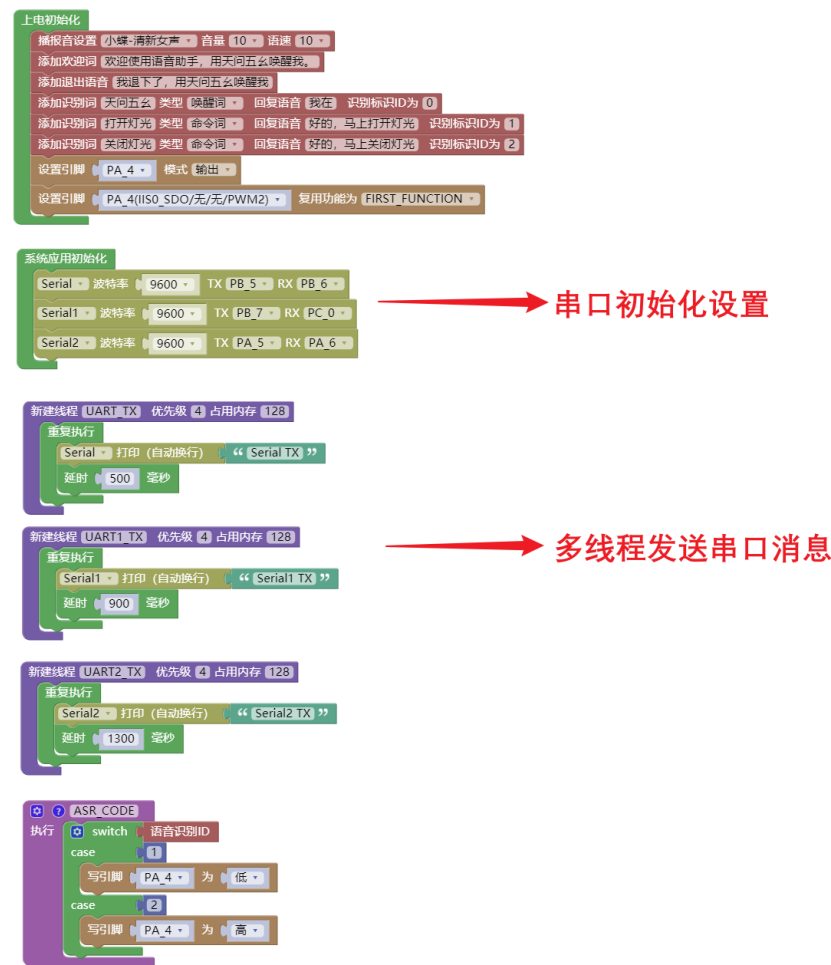 上电初始化
播报音设置 小蝶-清新女声 音量 10 语速 10
添加欢迎词 欢迎使用语音助手，用天问五幺唤醒我。
添加退出语音 我退下了，用天问五幺唤醒我
添加识别词 天问五幺 类型 唤醒词 回复语音 我在 识别标识ID为 0
添加识别词 打开灯光 类型 命令词 回复语音 好的，马上打开灯光 识别标识ID为 1
添加识别词 关闭灯光 类型 命令词 回复语音 好的，马上关闭灯光 识别标识ID为 2
设置引脚 PA_4 模式 输出
设置引脚 PA_4(IIS0_SDO/无/无/PWM2) 复用功能为 FIRST_FUNCTION
系统应用初始化
Serial 波特率 9600 TX PB_5 RX PB_6
Serial1 波特率 9600 TX PB_7 RX PC_0
串口初始化设置
Serial2 波特率 9600 TX PA_5 RX PA_6
新建线程 UART_TX 优先级 4 占用内存 128
重复执行
Serial 打印（自动换行） “ Serial TX ”
延时 500 毫秒
新建线程 UART1_TX 优先级 4 占用内存 128
多线程发送串口消息
重复执行
Serial1 打印（自动换行） “ Serial1 TX ”
延时 900 毫秒
新建线程 UART2_TX 优先级 4 占用内存 128
重复执行
Serial2 打印（自动换行） “ Serial2 TX ”
延时 1300 毫秒
? ASR_CODE
执行 switch 语音识别ID
case 1
写引脚 PA_4 为 低
case 2
写引脚 PA_4 为 高